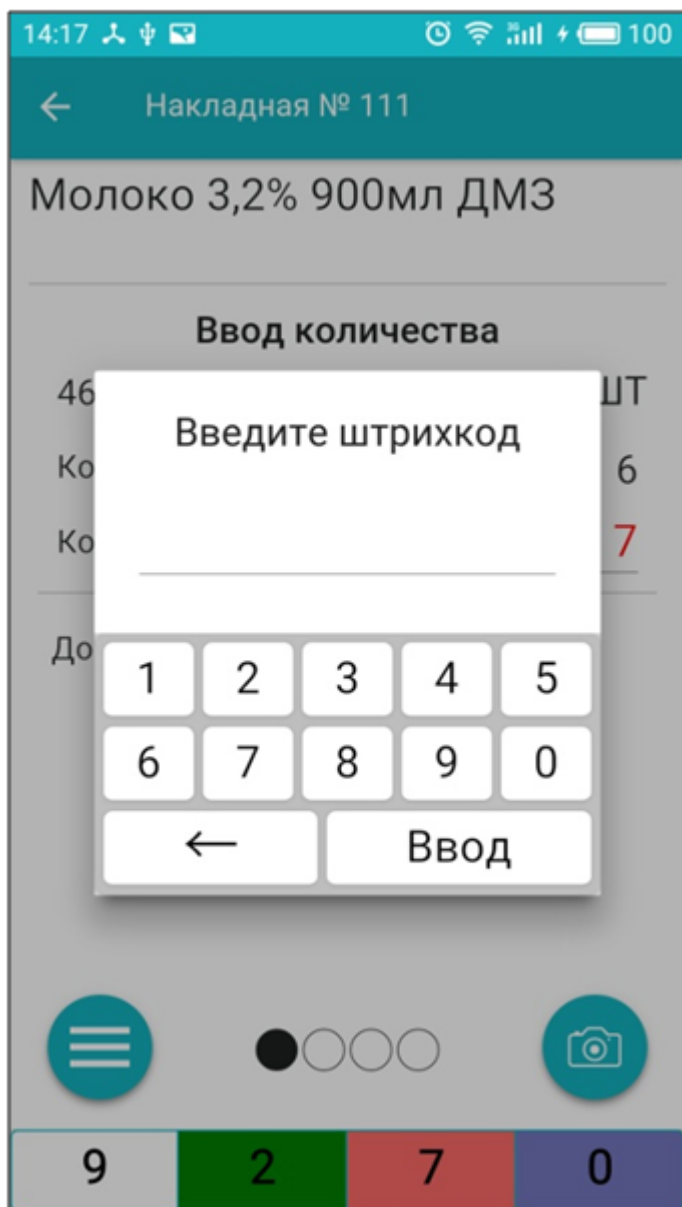 14:17 100
← Накладная № 111
Молоко 3,2% 900мл ДМЗ
Ввод количества
46 ШТ
Введите штрихкод
Ко 6
Ко 7
До
1 2 3 4 5
6 7 8 9 0
← Ввод
9 2 7 0